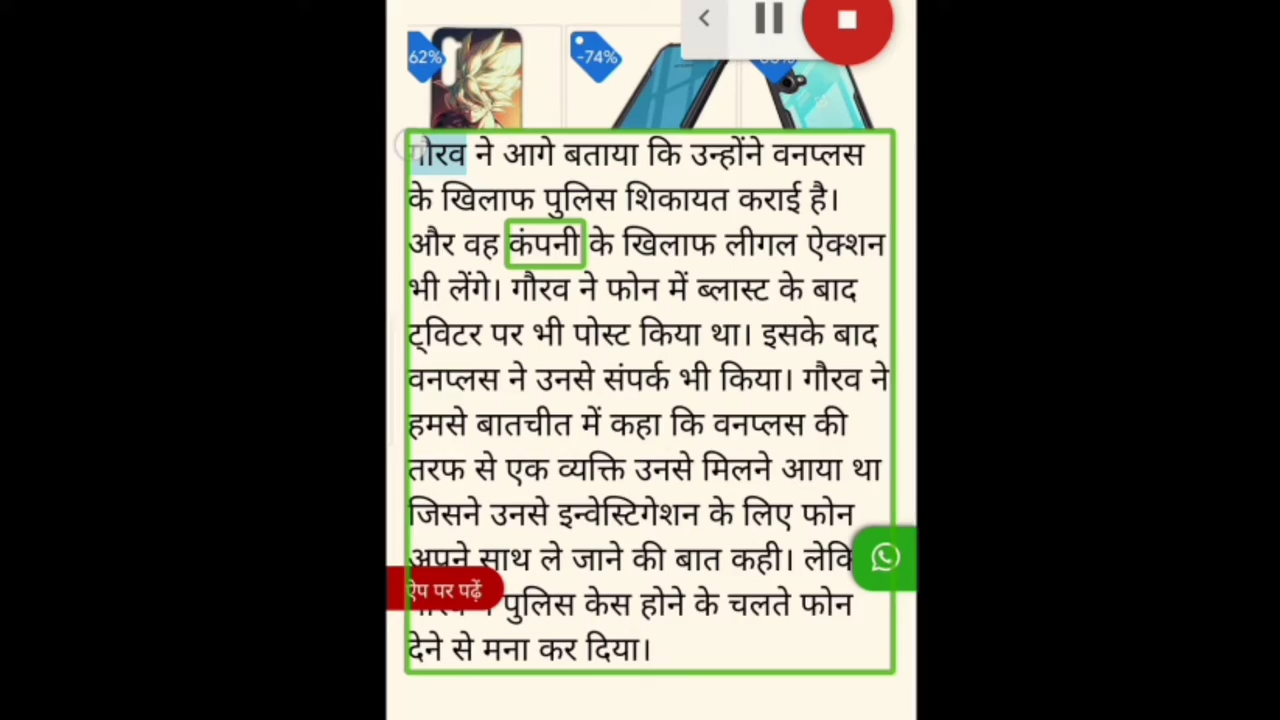 62%
-74%
गौरव ने आगे बताया कि उन्होंने वनप्लस
के खिलाफ पुलिस शिकायत कराई है।
और वह कंपनी के खिलाफ लीगल ऐक्शन
भी लेंगे। गौरव ने फोन में ब्लास्ट के बाद
ट्विटर पर भी पोस्ट किया था। इसके बाद
वनप्लस ने उनसे संपर्क भी किया। गौरव ने
हमसे बातचीत में कहा कि वनप्लस की
तरफ से एक व्यक्ति उनसे मिलने आया था
जिसने उनसे इन्वेस्टिगेशन के लिए फोन
अपने साथ ले जाने की बात कही।
ऐप पर पढ़ें
पुलिस केस होने के चलते फोन
देने से मना कर दिया।